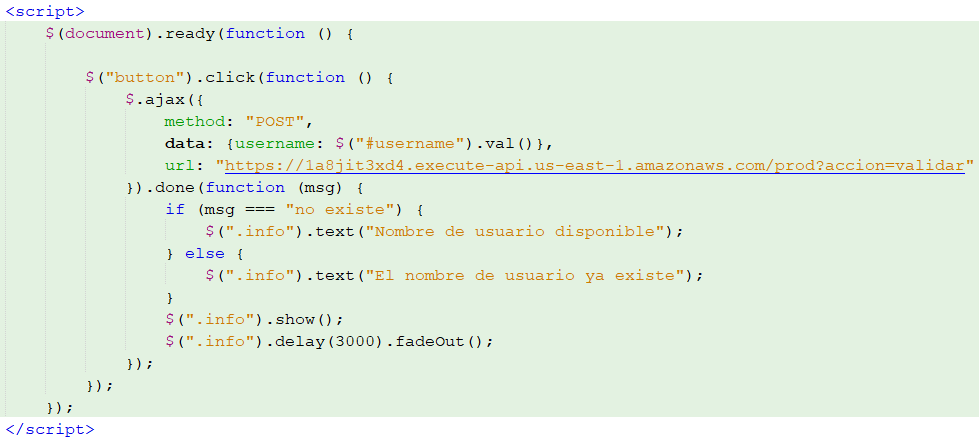 <script>
    $(document).ready(function () {

        $("button").click(function () {
            $.ajax({
                method: "POST",
                data: {username: $("#username").val()},
                url: "https://1a8jit3xd4.execute-api.us-east-1.amazonaws.com/prod?accion=validar"
            }).done(function (msg) {
                if (msg === "no existe") {
                    $(".info").text("Nombre de usuario disponible");
                } else {
                    $(".info").text("El nombre de usuario ya existe");
                }
                $(".info").show();
                $(".info").delay(3000).fadeOut();
            });
        });
    });
</script>